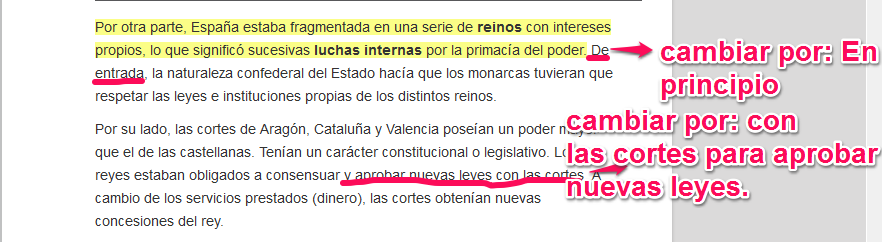 Por otra parte, España estaba fragmentada en una serie de reinos con intereses
propios, lo que significó sucesivas luchas internas por la primacía del poder. De
entrada, la naturaleza confederal del Estado hacía que los monarcas tuvieran que
respetar las leyes e instituciones propias de los distintos reinos.
cambiar por: En
principio
Por su lado, las cortes de Aragón, Cataluña y Valencia poseían un poder
que el de las castellanas. Tenían un carácter constitucional o legislativo.
reyes estaban obligados a consensuar y aprobar nuevas leyes con las cortes. A
cambio de los servicios prestados (dinero), las cortes obtenían nuevas
concesiones del rey.
cambiar por: con
las cortes para aprobar
nuevas leyes.